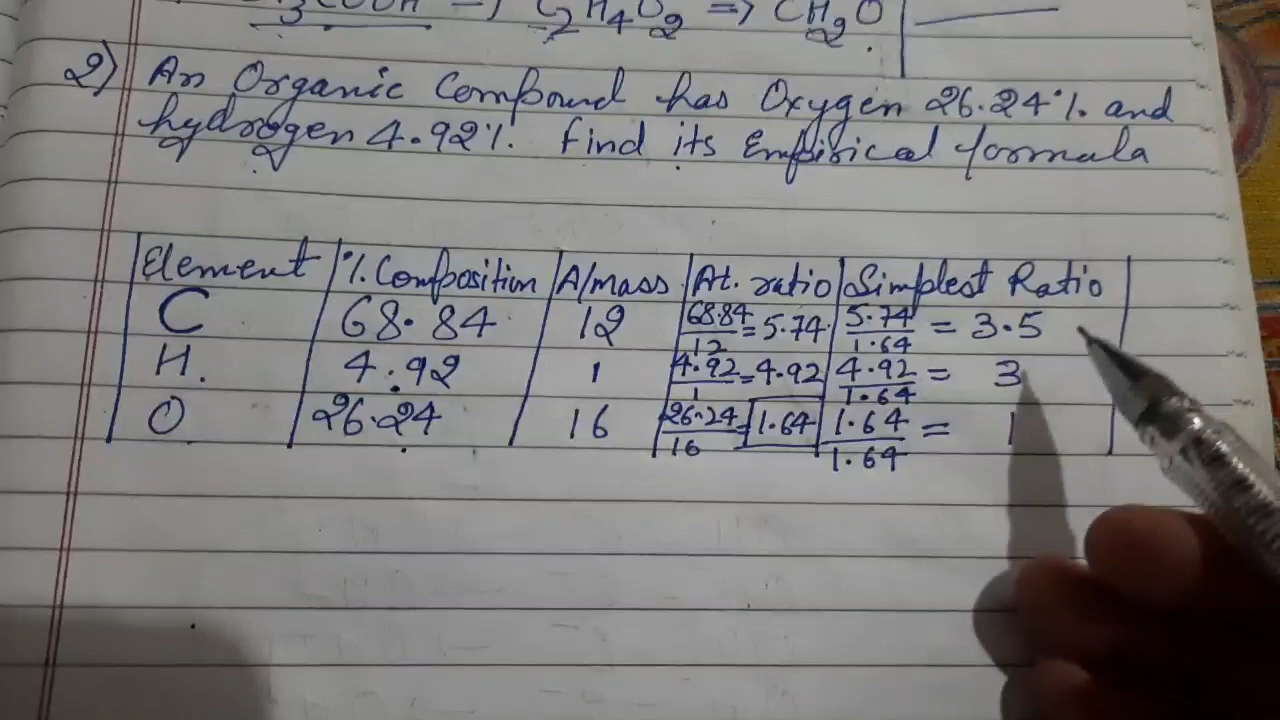 3COOH → C2H4O2 => CH2O
2) An Organic Compound has Oxygen 26.24%. and
hydrogen 4.92%. find its Empirical formula
Element %.Composition A/mass At. ratio Simplest Ratio
C 68.84 12 68.84/12 = 5.74 5.74/1.64 = 3.5
H. 4.92 1 4.92/1 = 4.92 4.92/1.64 = 3
O 26.24 16 26.24/16 = 1.64 1.64/1.64 = 1